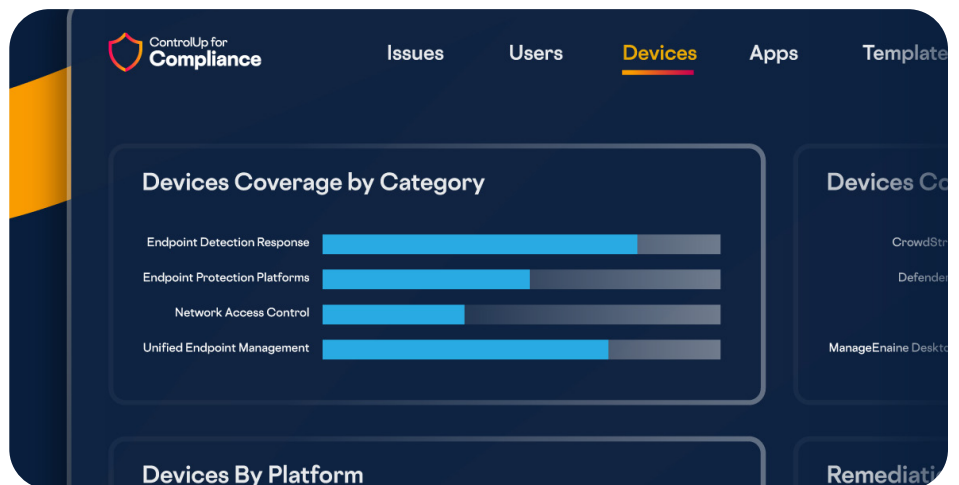 ControlUp for
Compliance
Issues Users Devices Apps Template
Devices Coverage by Category
Endpoint Detection Response
Endpoint Protection Platforms
Network Access Control
Unified Endpoint Management
Devices Co
CrowdStr
Defender
ManageEnaine Deskto
Devices By Platform
Remediati